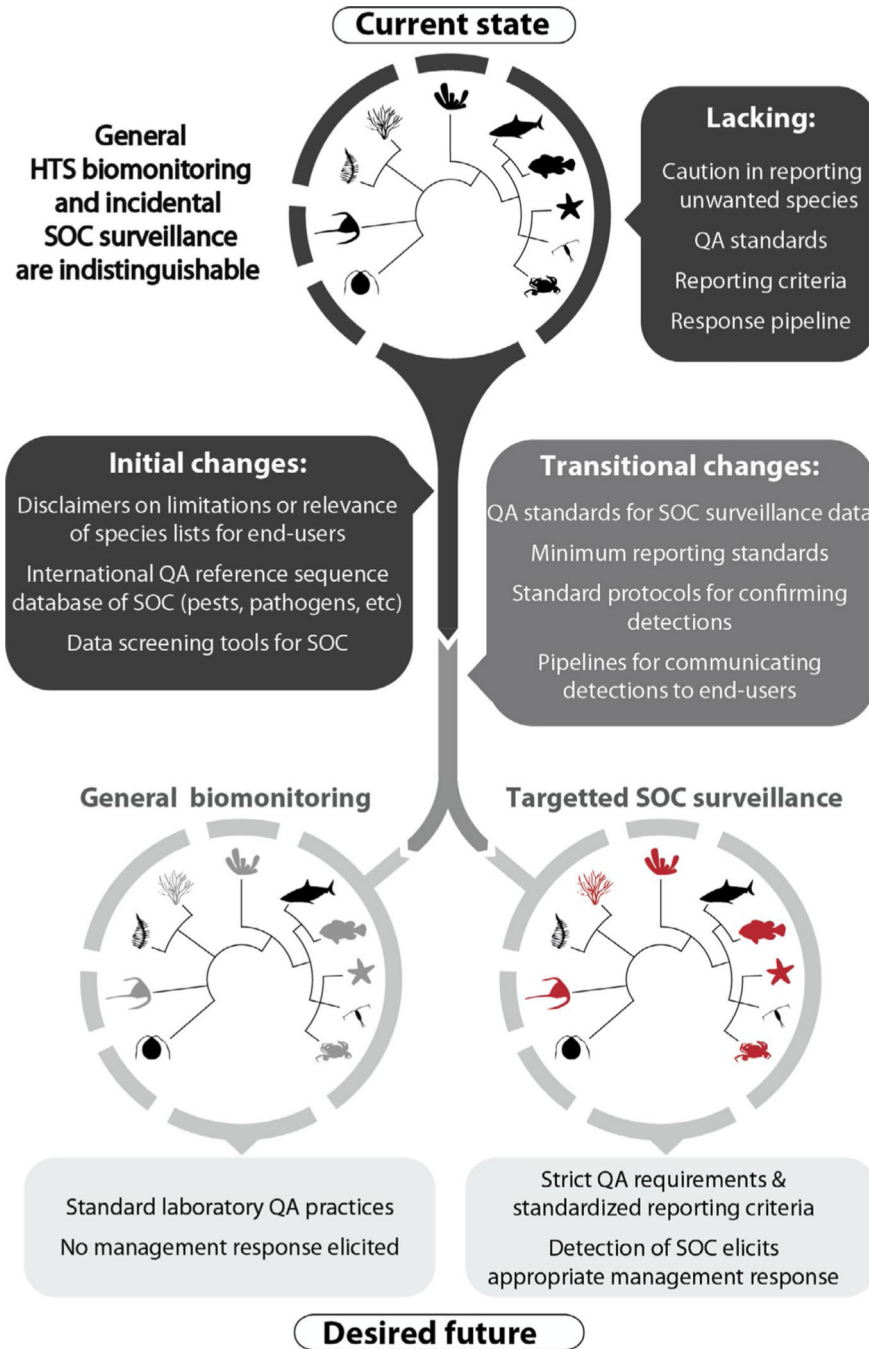 Current state
General
HTS biomonitoring
and incidental
SOC surveillance
are indistinguishable
Lacking:
Caution in reporting
unwanted species
QA standards
Reporting criteria
Response pipeline
Initial changes:
Disclaimers on limitations or relevance
of species lists for end-users
International QA reference sequence
database of SOC (pests, pathogens, etc)
Data screening tools for SOC
Transitional changes:
QA standards for SOC surveillance data
Minimum reporting standards
Standard protocols for confirming
detections
Pipelines for communicating
detections to end-users
General biomonitoring
Targetted SOC surveillance
Standard laboratory QA practices
No management response elicited
Strict QA requirements &
standardized reporting criteria
Detection of SOC elicits
appropriate management response
Desired future